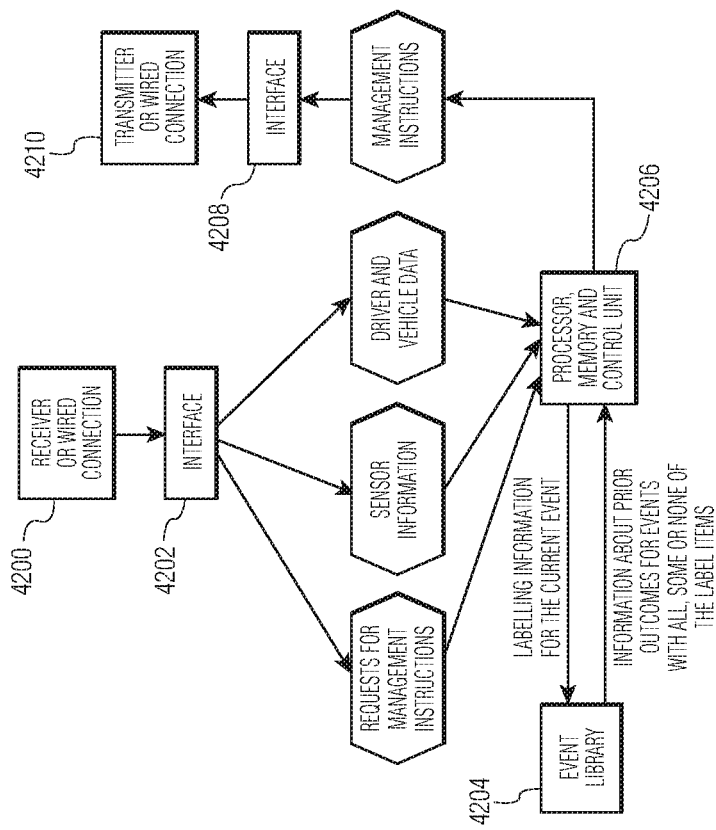 4200
RECEIVER
OR WIRED
CONNECTION
4202
INTERFACE
REQUESTS FOR
MANAGEMENT
INSTRUCTIONS
SENSOR
INFORMATION
DRIVER AND
VEHICLE DATA
4204
EVENT
LIBRARY
LABELLING INFORMATION
FOR THE CURRENT EVENT
INFORMATION ABOUT PRIOR
OUTCOMES FOR EVENTS
WITH ALL, SOME OR NONE OF
THE LABEL ITEMS
PROCESSOR,
MEMORY AND
CONTROL UNIT
4206
MANAGEMENT
INSTRUCTIONS
INTERFACE
4208
TRANSMITTER
OR WIRED
CONNECTION
4210